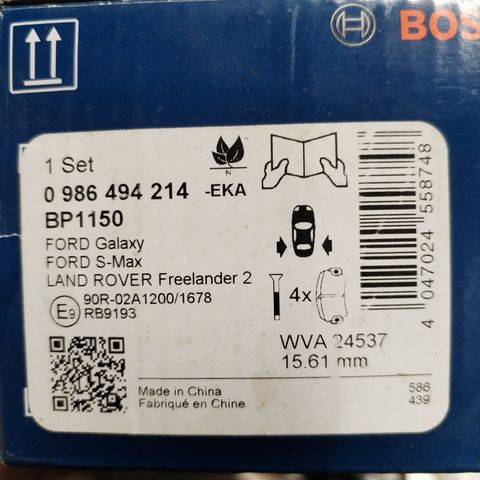 BOS
1 Set
N
0 986 494 214 -EKA
BP1150
FORD Galaxy
FORD S-Max
LAND ROVER Freelander 2
E9
90R-02A1200/1678
RB9193
4x
WVA 24537
15.61 mm
Made in China
Fabriqué en Chine
586
439
4 047024 558748